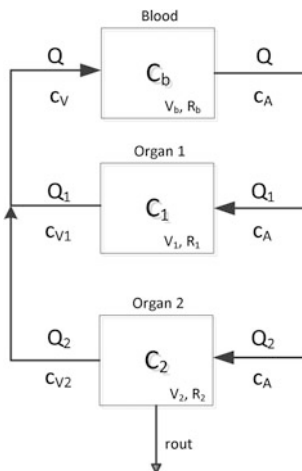 Blood
Q
C_b
Q
c_V
V_b, R_b
c_A
Organ 1
Q_1
C_1
Q_1
c_V1
V_1, R_1
c_A
Organ 2
Q_2
C_2
Q_2
c_V2
V_2, R_2
c_A
rout